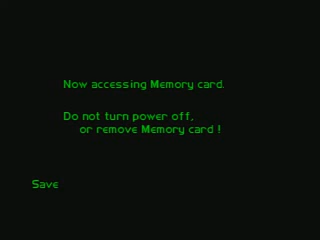 Now accessing Memory card.
Do not turn power off,
or remove Memory card !
Save